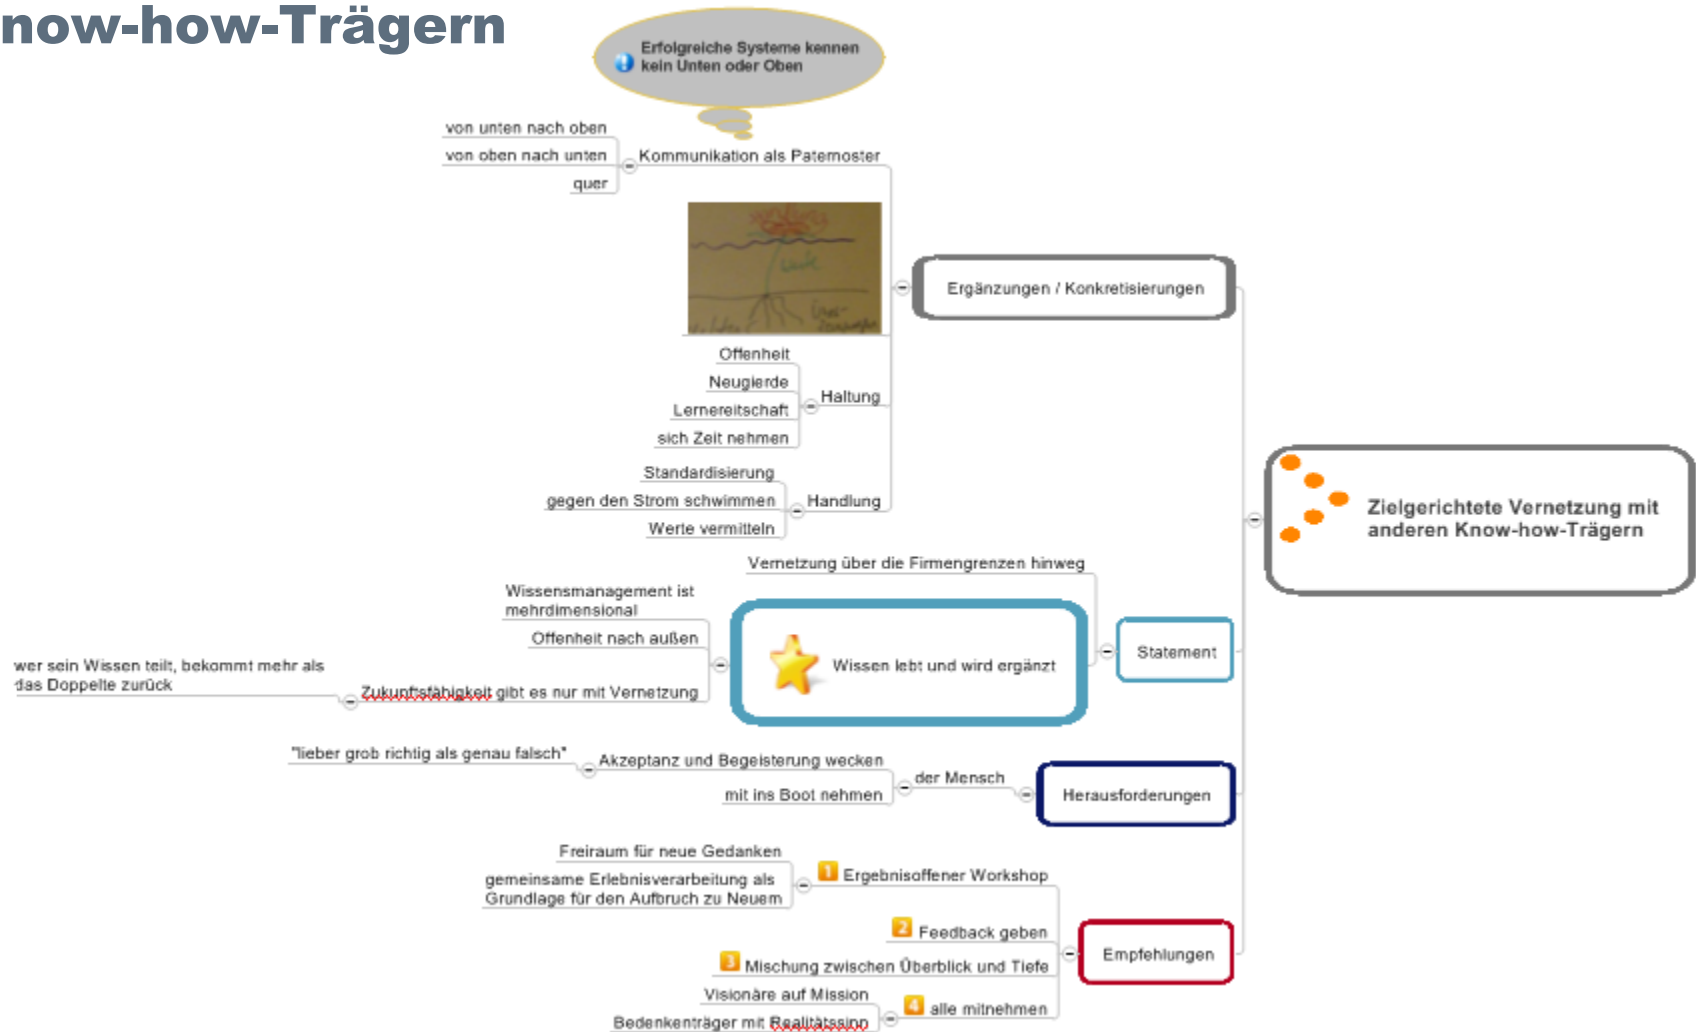 now-how-Trägern
Erfolgreiche Systeme kennen
kein Unten oder Oben
von unten nach oben
von oben nach unten
quer
Kommunikation als Paternoster
Werte
Ergänzungen / Konkretisierungen
Offenheit
Neugierde
Lernereitschaft
sich Zeit nehmen
Haltung
Standardisierung
gegen den Strom schwimmen
Werte vermitteln
Handlung
Zielgerichtete Vernetzung mit
anderen Know-how-Trägern
Vernetzung über die Firmengrenzen hinweg
Wissensmanagement ist
mehrdimensional
Offenheit nach außen
wer sein Wissen teilt, bekommt mehr als
das Doppelte zurück
Zukunftsfähigkeit gibt es nur mit Vernetzung
Wissen lebt und wird ergänzt
Statement
"lieber grob richtig als genau falsch"
Akzeptanz und Begeisterung wecken
mit ins Boot nehmen
der Mensch
Herausforderungen
Freiraum für neue Gedanken
gemeinsame Erlebnisverarbeitung als
Grundlage für den Aufbruch zu Neuem
1 Ergebnisoffener Workshop
2 Feedback geben
3 Mischung zwischen Überblick und Tiefe
Visionäre auf Mission
Bedenkenträger mit Realitätssinn
4 alle mitnehmen
Empfehlungen